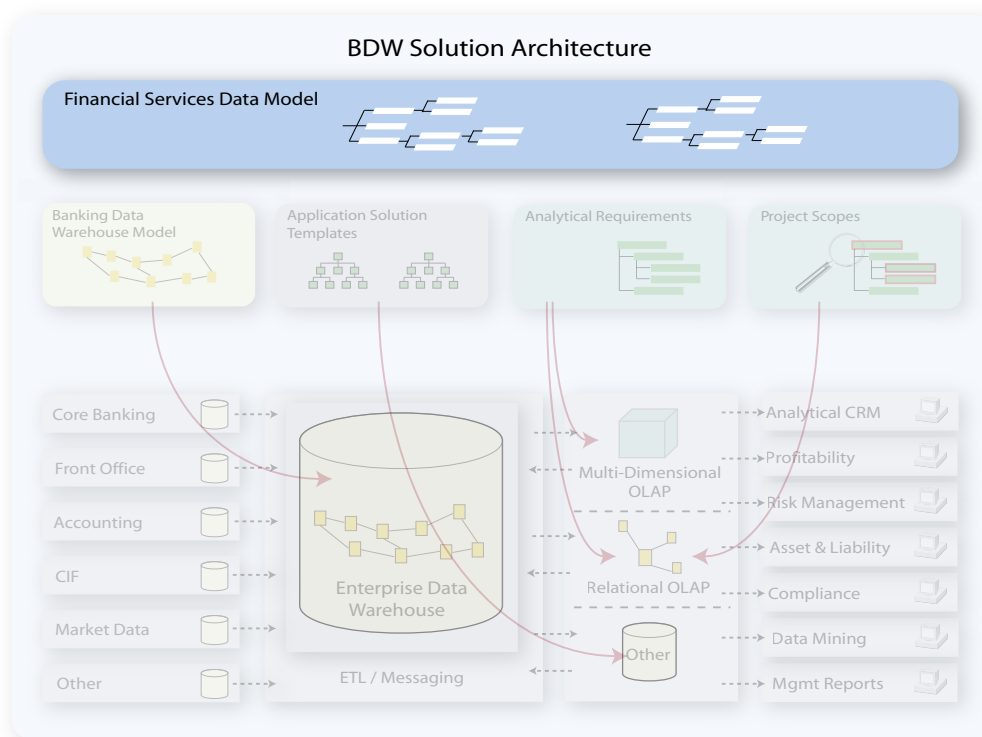 BDW Solution Architecture
Financial Services Data Model
Banking Data
Warehouse Model
Application Solution
Templates
Analytical Requirements
Project Scopes
Core Banking
Front Office
Accounting
CIF
Market Data
Other
Enterprise Data
Warehouse
ETL / Messaging
Multi-Dimensional
OLAP
Relational OLAP
Other
Analytical CRM
Profitability
Risk Management
Asset & Liability
Compliance
Data Mining
Mgmt Reports